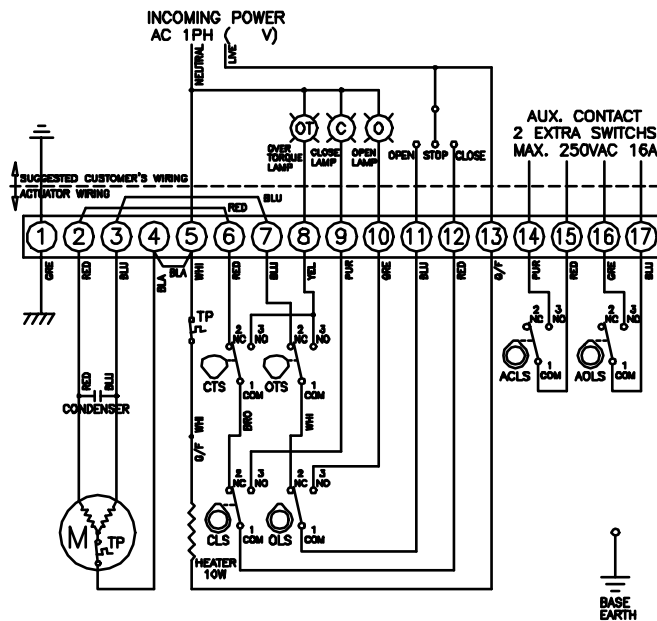 INCOMING POWER
AC 1PH (      V)
NEUTRAL
LIVE
OT
C
O
OVER
TORQUE
LAMP
CLOSE
LAMP
OPEN
LAMP
OPEN
STOP
CLOSE
AUX. CONTACT
2 EXTRA SWITCHS
MAX. 250VAC 16A
SUGGESTED CUSTOMER'S WIRING
ACTUATOR WIRING
RED
BLU
1 2 3 4 5 6 7 8 9 10 11 12 13 14 15 16 17
GRE
RED
BLU
BLA
BLA
WHI
RED
BLU
YEL
PUR
GRE
BLU
RED
G/F
PUR
RED
GRE
BLU
TP
2
NC
3
NO
2
NC
3
NO
2
NC
3
NO
2
NC
3
NO
CTS
1
COM
OTS
1
COM
ACLS
1
COM
AOLS
1
COM
RED
BLU
CONDENSER
WHI
G/F
BRO
WHI
2
NC
3
NO
2
NC
3
NO
CLS
1
COM
OLS
1
COM
M
TP
HEATER
10W
BASE
EARTH